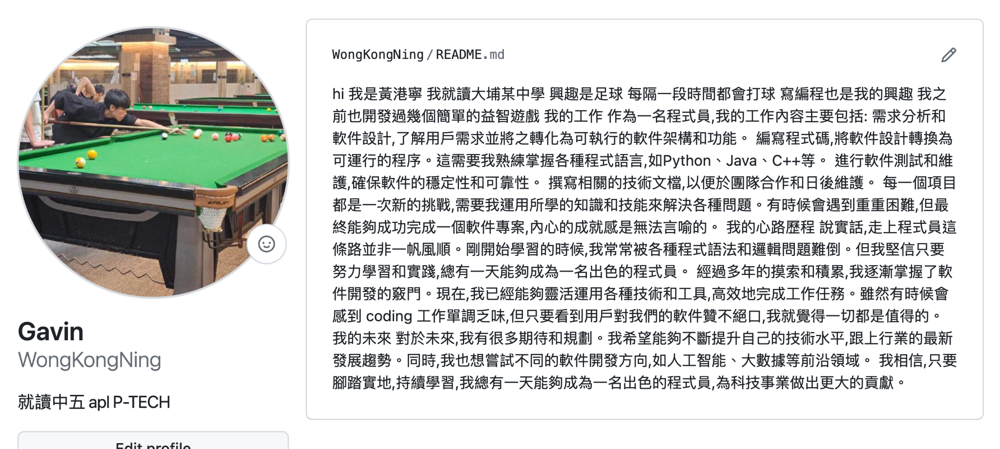 WongKongNing / README.md
hi 我是黃港寧 我就讀大埔某中學 興趣是足球 每隔一段時間都會打球 寫編程也是我的興趣 我之
前也開發過幾個簡單的益智遊戲 我的工作 作為一名程式員,我的工作內容主要包括: 需求分析和
軟件設計,了解用戶需求並將之轉化為可執行的軟件架構和功能。 編寫程式碼,將軟件設計轉換為
可運行的程序。這需要我熟練掌握各種程式語言,如Python、Java、C++等。 進行軟件測試和維
護,確保軟件的穩定性和可靠性。 撰寫相關的技術文檔,以便於團隊合作和日後維護。 每一個項目
都是一次新的挑戰,需要我運用所學的知識和技能來解決各種問題。有時候會遇到重重困難,但最
終能夠成功完成一個軟件專案,內心的成就感是無法言喻的。 我的心路歷程 說實話,走上程式員這
條路並非一帆風順。剛開始學習的時候,我常常被各種程式語法和邏輯問題難倒。但我堅信只要
努力學習和實踐,總有一天能夠成為一名出色的程式員。 經過多年的摸索和積累,我逐漸掌握了軟
件開發的竅門。現在,我已經能夠靈活運用各種技術和工具,高效地完成工作任務。雖然有時候會
感到 coding 工作單調乏味,但只要看到用戶對我們的軟件贊不絕口,我就覺得一切都是值得的。
我的未來 對於未來,我有很多期待和規劃。我希望能夠不斷提升自己的技術水平,跟上行業的最新
發展趨勢。同時,我也想嘗試不同的軟件開發方向,如人工智能、大數據等前沿領域。 我相信,只要
腳踏實地,持續學習,我總有一天能夠成為一名出色的程式員,為科技事業做出更大的貢獻。
RILEY
Gavin
WongKongNing
就讀中五 apl P-TECH
Edit profile